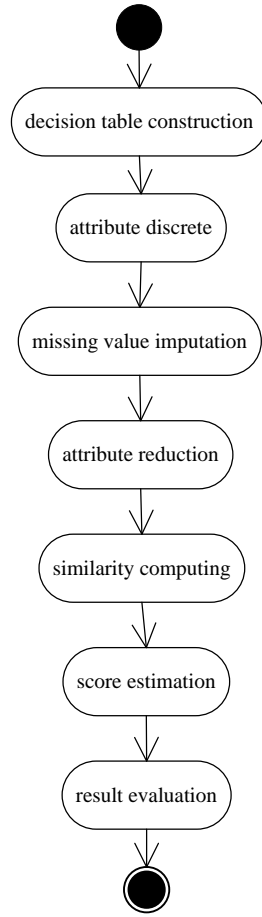 decision table construction
attribute discrete
missing value imputation
attribute reduction
similarity computing
score estimation
result evaluation